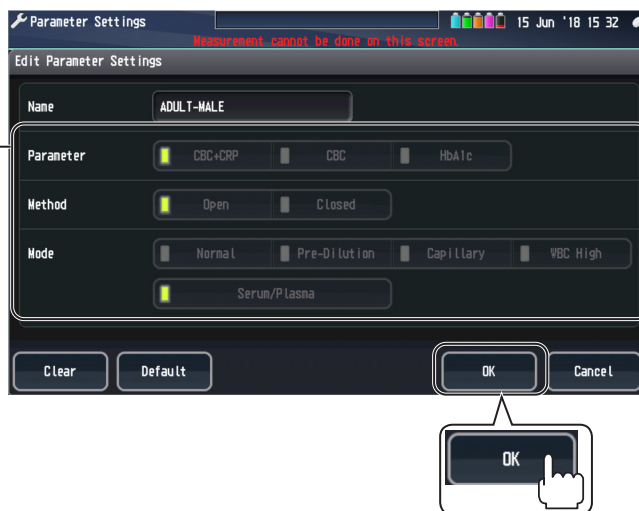 Parameter Settings
15 Jun '18 15 32
Measurement cannot be done on this screen.
Edit Parameter Settings
Name ADULT-MALE
Parameter CBC+CRP CBC HbA1c
Method Open Closed
Mode Normal Pre-Dilution Capillary WBC High
Serum/Plasma
Clear Default OK Cancel
OK